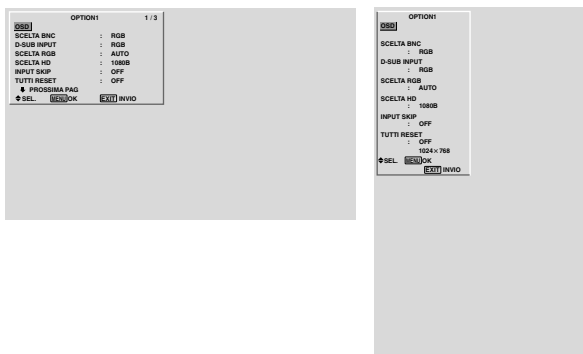 OPTION1 1 / 3
OSD
SCELTA BNC : RGB
D-SUB INPUT : RGB
SCELTA RGB : AUTO
SCELTA HD : 1080B
INPUT SKIP : OFF
TUTTI RESET : OFF
PROSSIMA PAG
SEL. MENU OK EXIT INVIO
OPTION1
OSD
SCELTA BNC
: RGB
D-SUB INPUT
: RGB
SCELTA RGB
: AUTO
SCELTA HD
: 1080B
INPUT SKIP
: OFF
TUTTI RESET
: OFF
1024×768
SEL. MENU OK
EXIT INVIO